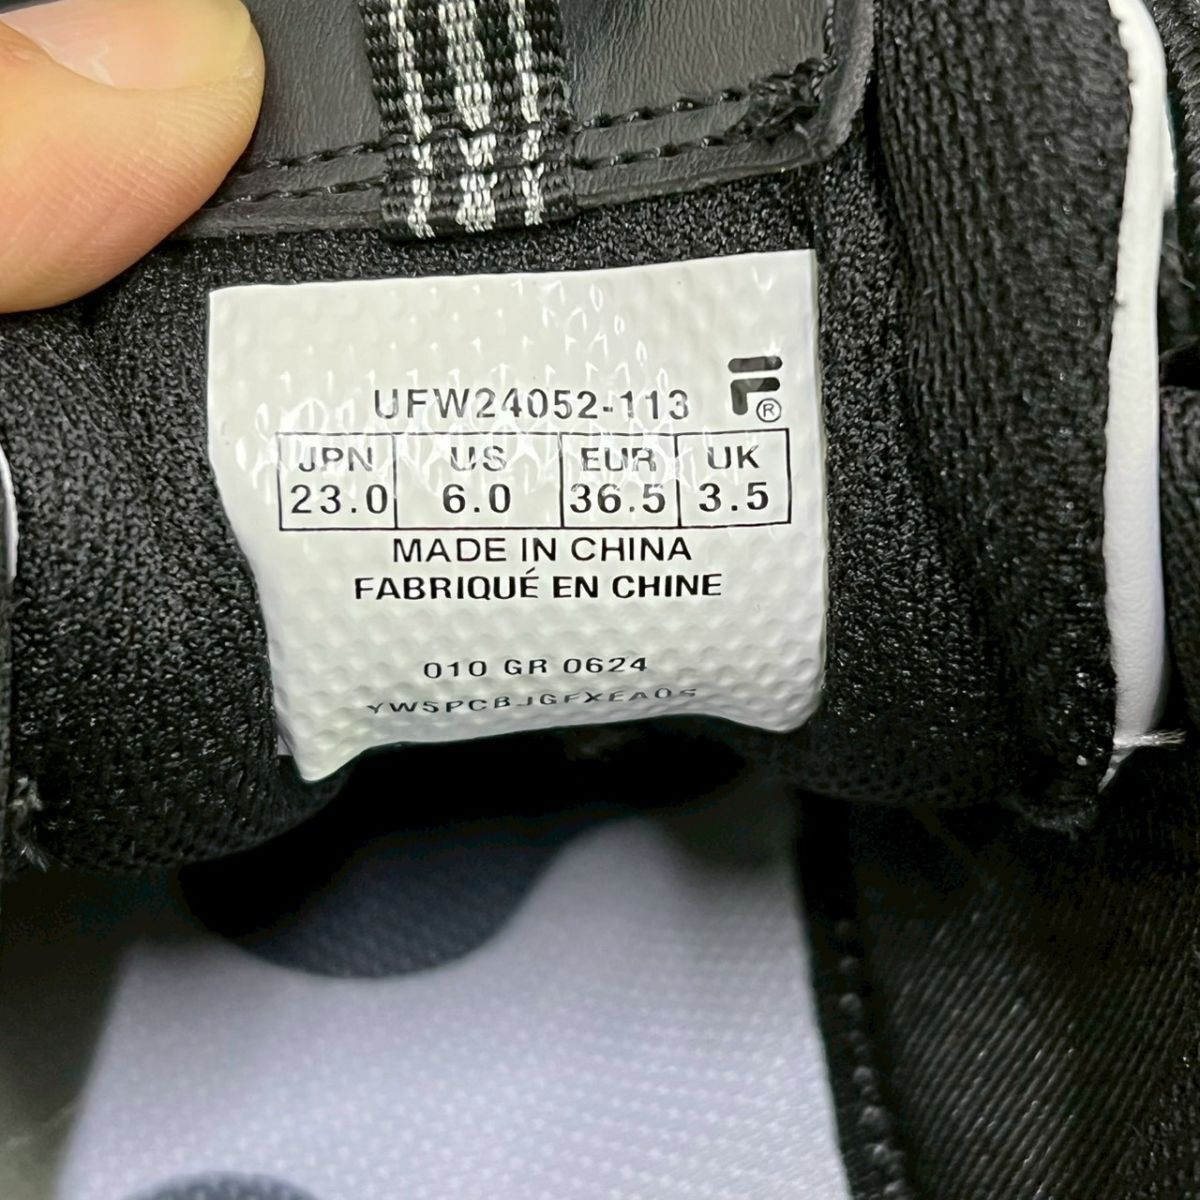 UFW24052-113
F®
JPN US EUR UK
23.0 6.0 36.5 3.5
MADE IN CHINA
FABRIQUÉ EN CHINE
010 GR 0624